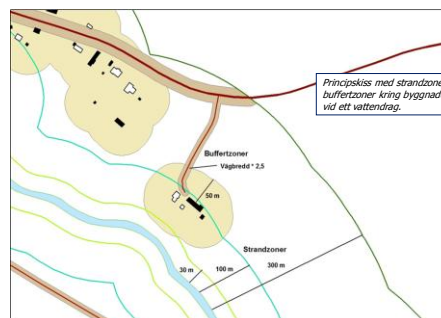 Principskiss med strandzone
buffertzoner kring byggnad
vid ett vattendrag.
Buffertzoner
Vägbredd * 2,5
50 m
Strandzoner
30 m
100 m
300 m